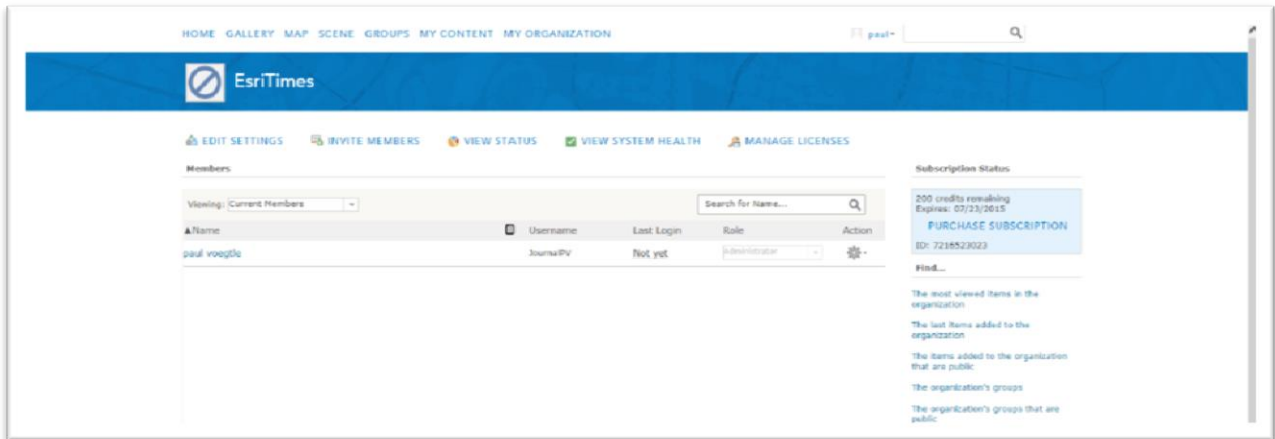 HOME GALLERY MAP SCENE GROUPS MY CONTENT MY ORGANIZATION
paul
EsriTimes
EDIT SETTINGS INVITE MEMBERS VIEW STATUS VIEW SYSTEM HEALTH MANAGE LICENSES
Members
Viewing: Current Members
Search for Name...
▲Name Username Last Login Role Action
paul voegtle JournalPV Not yet Administrator
Subscription Status
200 credits remaining
Expires: 07/23/2015
PURCHASE SUBSCRIPTION
ID: 7216523023
Find...
The most viewed items in the
organization
The last items added to the
organization
The items added to the organization
that are public
The organization's groups
The organization's groups that are
public